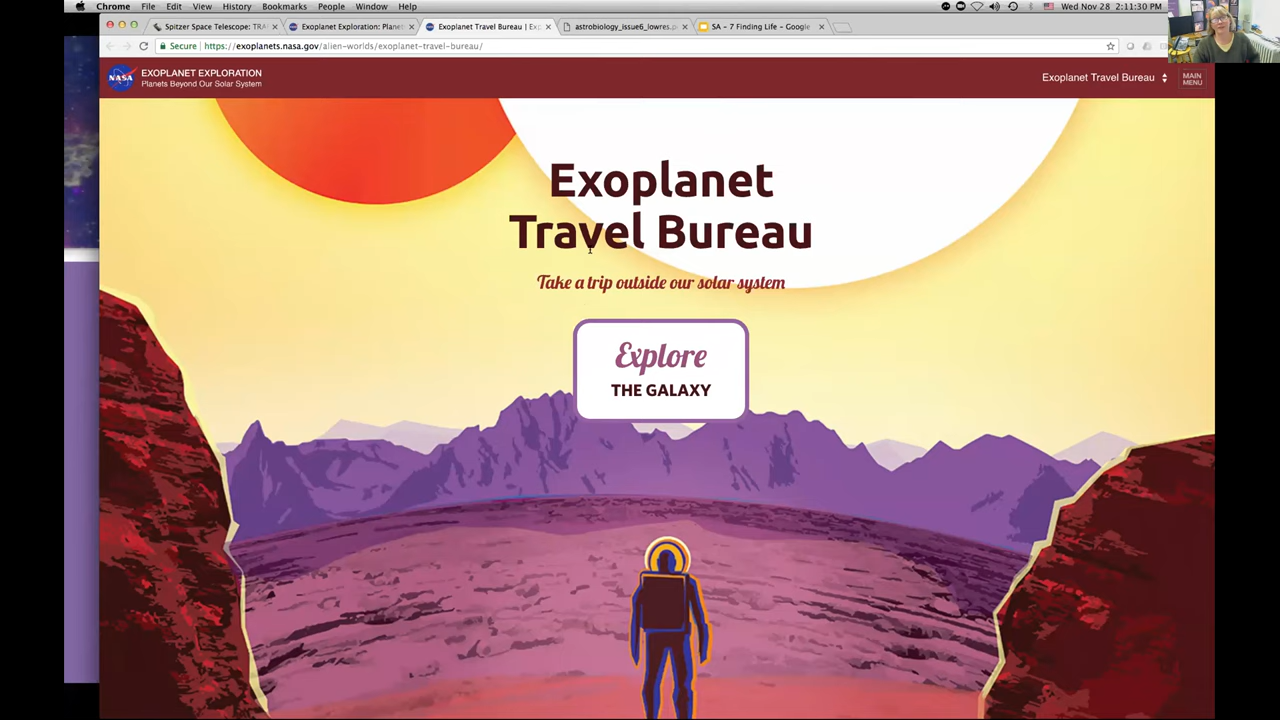 Chrome File Edit View History Bookmarks People Window Help
Wed Nov 28 2:11:30 PM
Spitzer Space Telescope: TRA
Exoplanet Exploration: Plane
Exoplanet Travel Bureau | Ex
astrobiology_issue6_lowres.p
SA – 7 Finding Life – Google
Secure https://exoplanets.nasa.gov/alien-worlds/exoplanet-travel-bureau/
NASA
EXOPLANET EXPLORATION
Planets Beyond Our Solar System
Exoplanet Travel Bureau
MAIN
MENU
Exoplanet
Travel Bureau
Take a trip outside our solar system
Explore
THE GALAXY